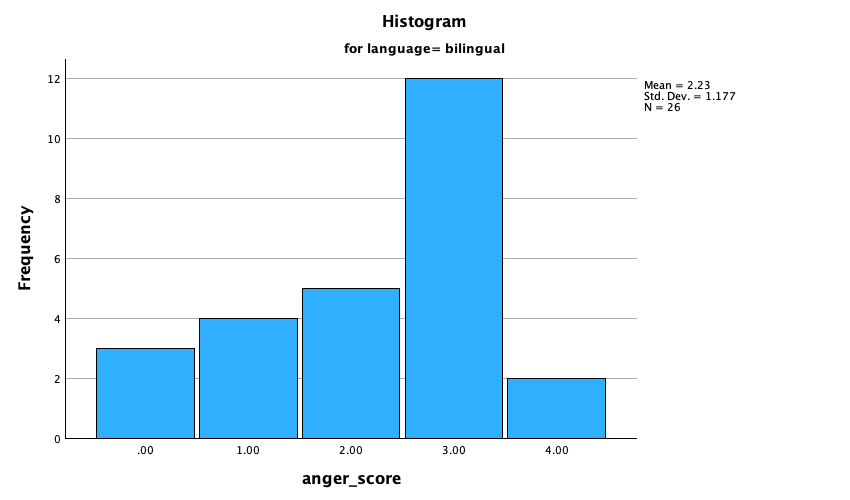 Histogram
for language= bilingual
Mean = 2.23
Std. Dev. = 1.177
N = 26
Frequency
12
10
8
6
4
2
0
.00 1.00 2.00 3.00 4.00
anger_score